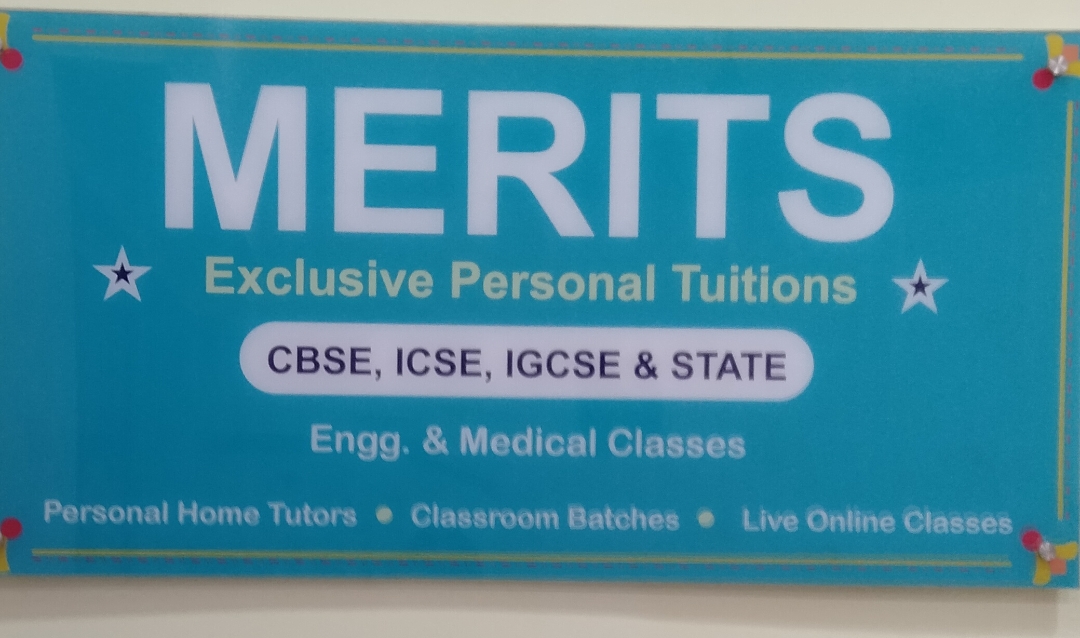 MERITS
Exclusive Personal Tuitions
CBSE, ICSE, IGCSE & STATE
Engg. & Medical Classes
Personal Home Tutors • Classroom Batches • Live Online Classes